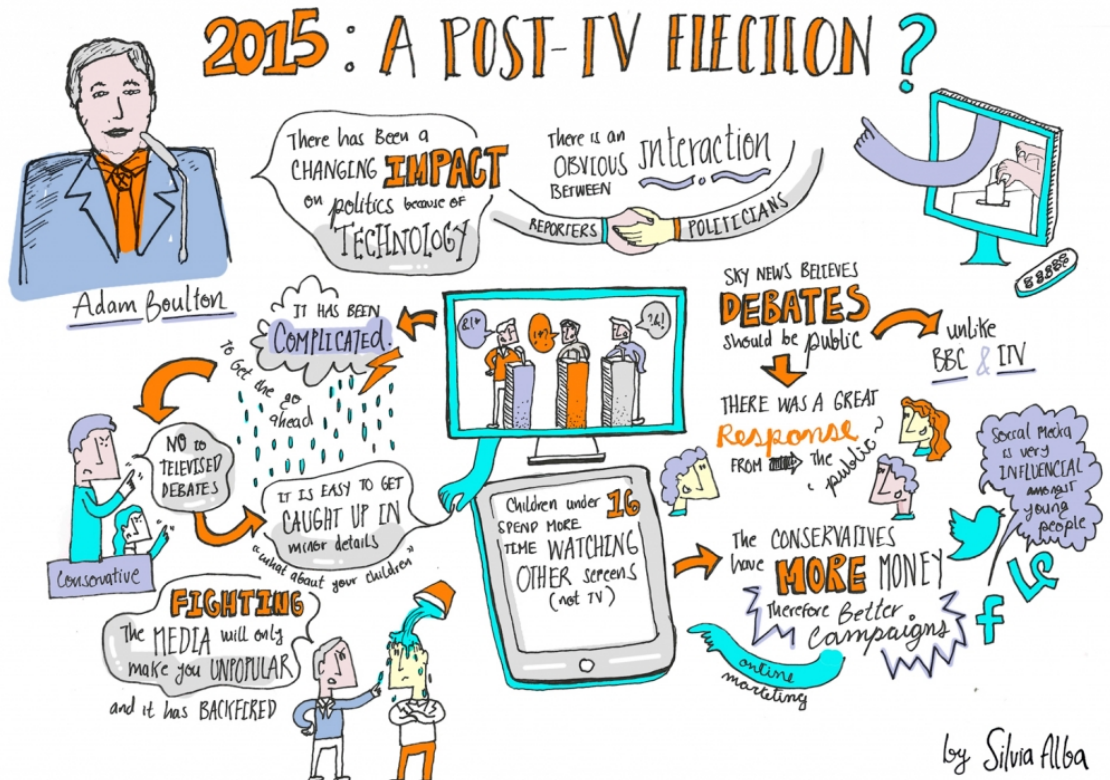 2015: A POST-TV ELECTION?
There has Been a
CHANGING IMPACT
on politics because OF
TECHNOLOGY
There is an
OBVIOUS interaction
BETWEEN
REPORTERS
POLITICIANS
Adam Boulton
IT HAS BEEN
COMPLICATED.
To Get the go
ahead
&!*
!*?
?&!
SKY NEWS BELIEVES
DEBATES
should be public
unlike
BBC & ITV
THERE WAS A GREAT
Response
FROM the
public?
Social Media
is very
INFLUENCIAL
amongst
young
people
NO to
TELEVISED
DEBATES
Conservative
IT IS EASY TO GET
CAUGHT UP IN
minor details
"what about your children"
Children under 16
SPEND MORE
TIME WATCHING
OTHER screens
(not TV)
The CONSERVATIVES
have MORE MONEY
Therefore Better
campaigns
online
marketing
f
FIGHTING
The MEDIA will only
make you UNPOPULAR
and it has BACKFIRED
by Silvia Alba